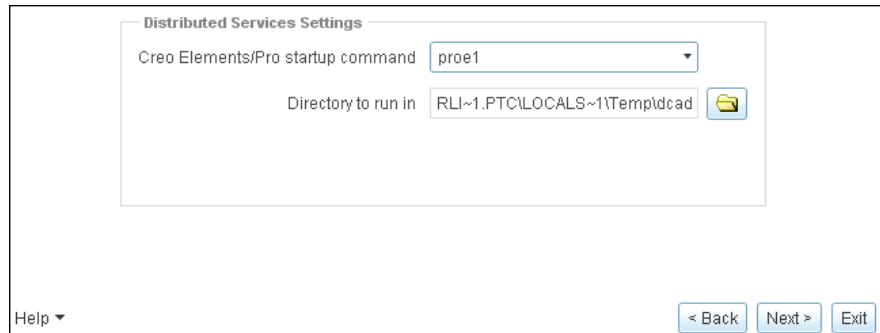 Distributed Services Settings
Creo Elements/Pro startup command proe1
Directory to run in RLI~1.PTC\LOCALS~1\Temp\dcad
Help
< Back Next > Exit